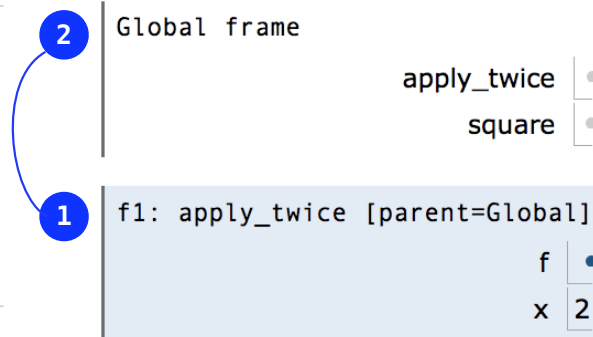 2
Global frame
apply_twice
square
1
f1: apply_twice [parent=Global]
f
x 2